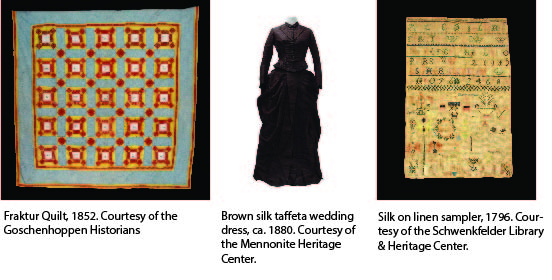 Fraktur Quilt, 1852. Courtesy of the
Goschenhoppen Historians
Brown silk taffeta wedding
dress, ca. 1880. Courtesy of
the Mennonite Heritage
Center.
Silk on linen sampler, 1796. Cour-
tesy of the Schwenkfelder Library
& Heritage Center.